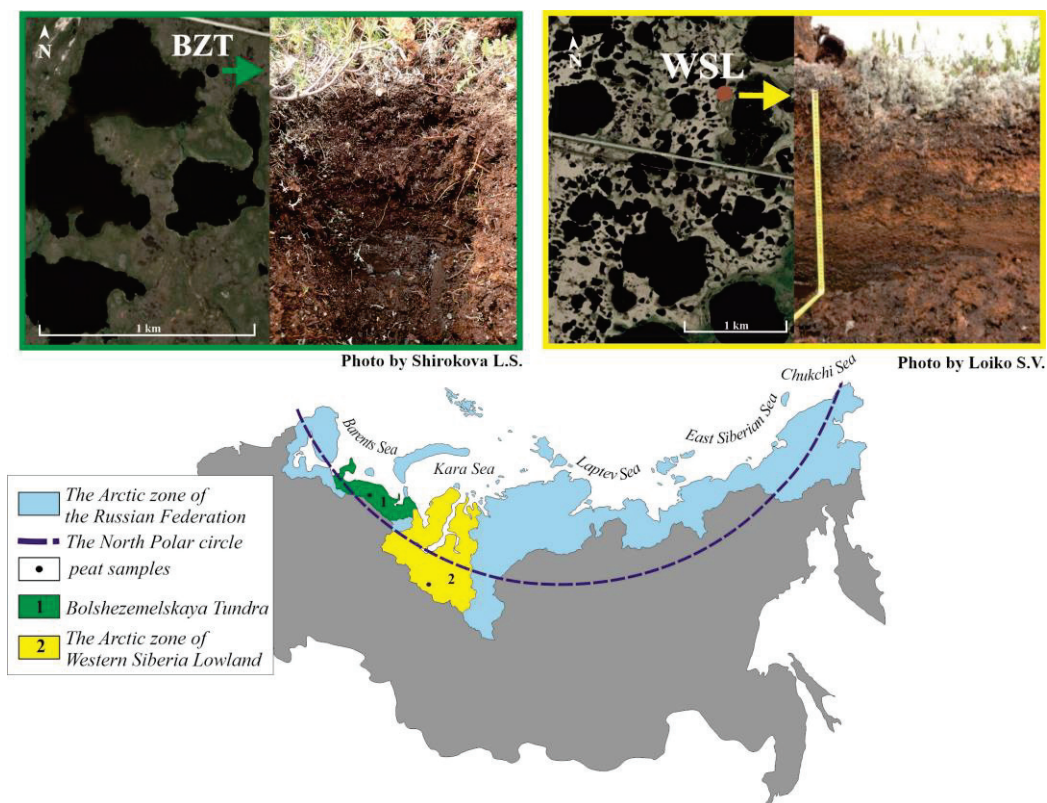 N
BZT
1 km
N
WSL
1 km
Photo by Shirokova L.S.
Photo by Loiko S.V.
Chukchi Sea
East Siberian Sea
Barents Sea
Kara Sea
Laptev Sea
1
2
The Arctic zone of
the Russian Federation
The North Polar circle
peat samples
1 Bolshezemelskaya Tundra
2 The Arctic zone of
Western Siberia Lowland